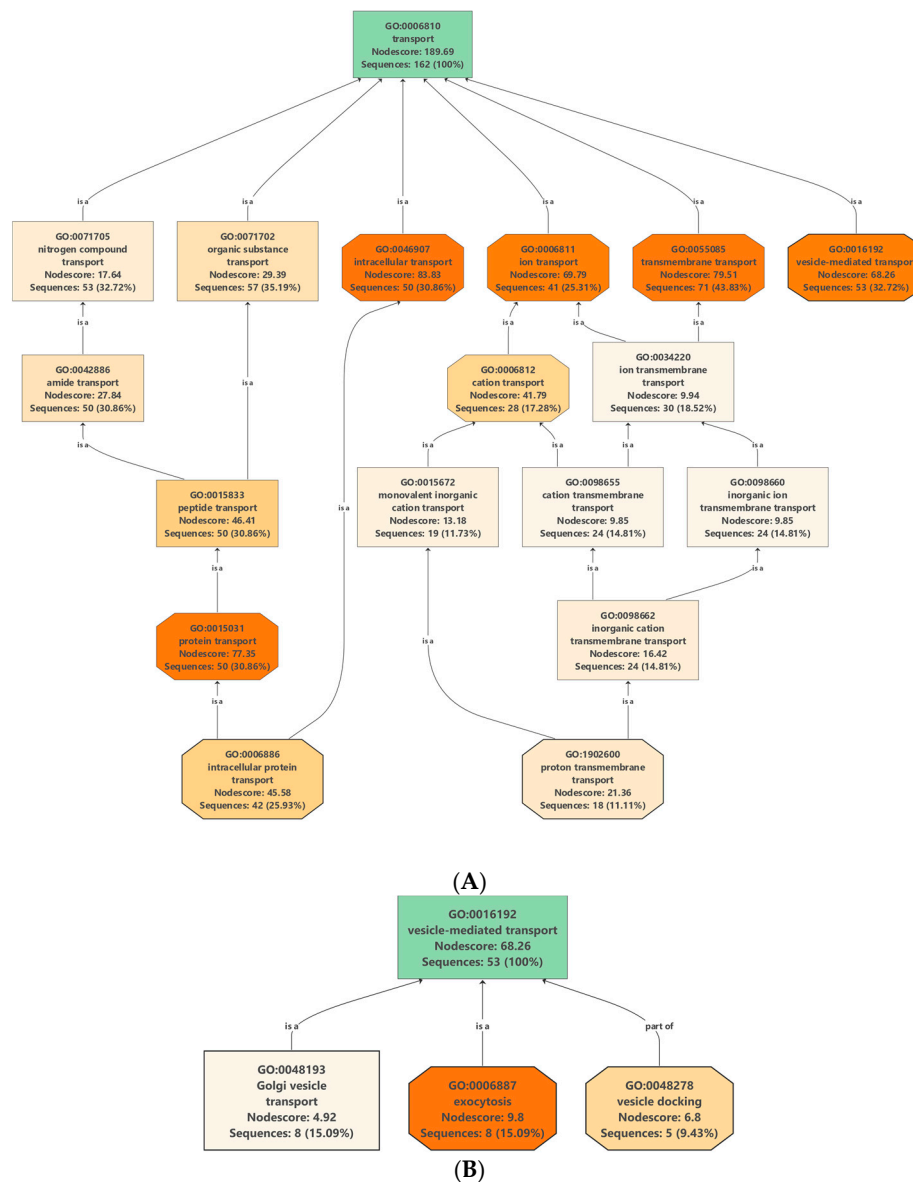 GO:0006810
transport
Nodescore: 189.69
Sequences: 162 (100%)
is a
is a
is a
is a
is a
is a
GO:0071705
nitrogen compound
transport
Nodescore: 17.64
Sequences: 53 (32.72%)
GO:0071702
organic substance
transport
Nodescore: 29.39
Sequences: 57 (35.19%)
GO:0046907
intracellular transport
Nodescore: 83.83
Sequences: 50 (30.86%)
GO:0006811
ion transport
Nodescore: 69.79
Sequences: 41 (25.31%)
GO:0055085
transmembrane transport
Nodescore: 79.51
Sequences: 71 (43.83%)
GO:0016192
vesicle-mediated transport
Nodescore: 68.26
Sequences: 53 (32.72%)
is a
is a
is a
is a
GO:0042886
amide transport
Nodescore: 27.84
Sequences: 50 (30.86%)
is a
GO:0006812
cation transport
Nodescore: 41.79
Sequences: 28 (17.28%)
GO:0034220
ion transmembrane
transport
Nodescore: 9.94
Sequences: 30 (18.52%)
is a
is a
is a
is a
is a
GO:0015833
peptide transport
Nodescore: 46.41
Sequences: 50 (30.86%)
is a
GO:0015672
monovalent inorganic
cation transport
Nodescore: 13.18
Sequences: 19 (11.73%)
GO:0098655
cation transmembrane
transport
Nodescore: 9.85
Sequences: 24 (14.81%)
GO:0098660
inorganic ion
transmembrane transport
Nodescore: 9.85
Sequences: 24 (14.81%)
is a
is a
is a
GO:0015031
protein transport
Nodescore: 77.35
Sequences: 50 (30.86%)
is a
GO:0098662
inorganic cation
transmembrane transport
Nodescore: 16.42
Sequences: 24 (14.81%)
is a
is a
GO:0006886
intracellular protein
transport
Nodescore: 45.58
Sequences: 42 (25.93%)
GO:1902600
proton transmembrane
transport
Nodescore: 21.36
Sequences: 18 (11.11%)
(A)
GO:0016192
vesicle-mediated transport
Nodescore: 68.26
Sequences: 53 (100%)
is a
is a
part of
GO:0048193
Golgi vesicle
transport
Nodescore: 4.92
Sequences: 8 (15.09%)
GO:0006887
exocytosis
Nodescore: 9.8
Sequences: 8 (15.09%)
GO:0048278
vesicle docking
Nodescore: 6.8
Sequences: 5 (9.43%)
(B)